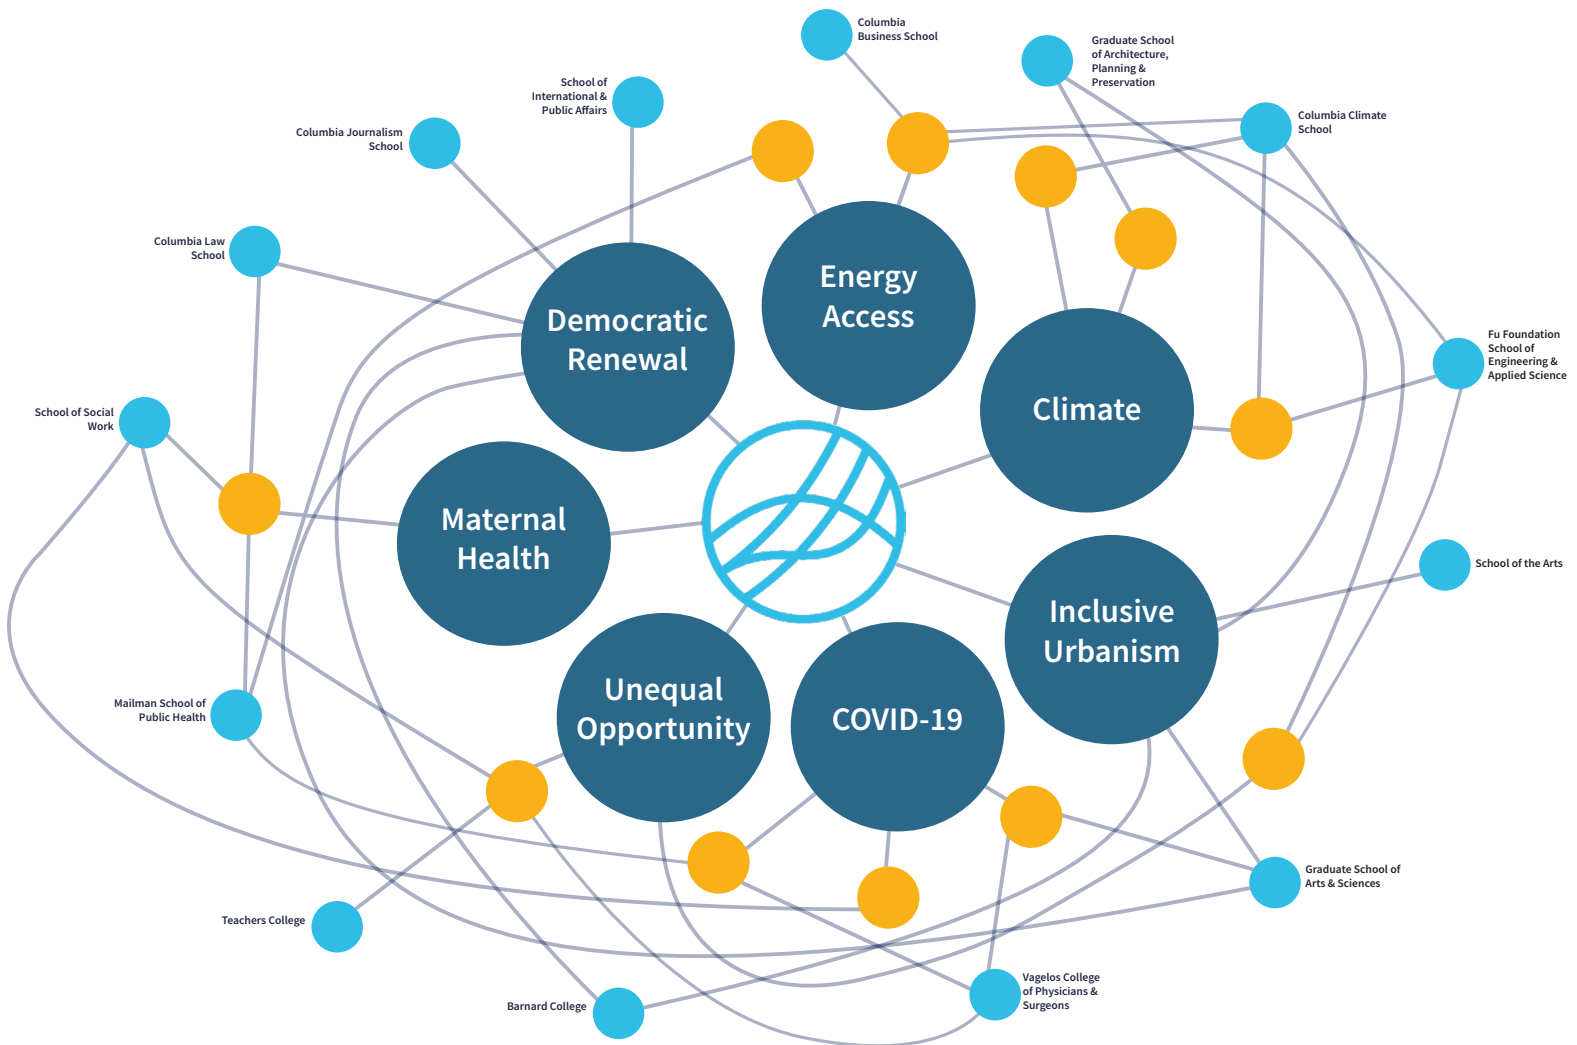 Columbia
Business School
Graduate School
of Architecture,
Planning &
Preservation
School of
International &
Public Affairs
Columbia Climate
School
Columbia Journalism
School
Columbia Law
School
Energy
Access
Democratic
Renewal
Fu Foundation
School of
Engineering &
Applied Science
Climate
School of Social
Work
Maternal
Health
School of the Arts
Inclusive
Urbanism
Unequal
Opportunity
COVID-19
Mailman School of
Public Health
Graduate School of
Arts & Sciences
Teachers College
Vagelos College
of Physicians &
Surgeons
Barnard College